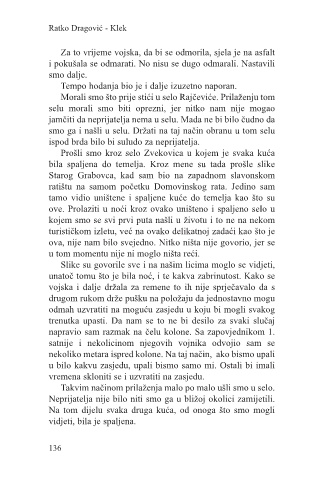 Ratko Dragović - Klek
Za to vrijeme vojska, da bi se odmorila, sjela je na asfalt
i pokušala se odmarati. No nisu se dugo odmarali. Nastavili
smo dalje.
Tempo hodanja bio je i dalje izuzetno naporan.
Morali smo što prije stići u selo Rajčeviće. Prilaženju tom
selu morali smo biti oprezni, jer nitko nam nije mogao
jamčiti da neprijatelja nema u selu. Mada ne bi bilo čudno da
smo ga i našli u selu. Držati na taj način obranu u tom selu
ispod brda bilo bi suludo za neprijatelja.
Prošli smo kroz selo Zvekovica u kojem je svaka kuća
bila spaljena do temelja. Kroz mene su tada prošle slike
Starog Grabovca, kad sam bio na zapadnom slavonskom
ratištu na samom početku Domovinskog rata. Jedino sam
tamo vidio uništene i spaljene kuće do temelja kao što su
ove. Prolaziti u noći kroz ovako uništeno i spaljeno selo u
kojem smo se svi prvi puta našli u životu i to ne na nekom
turističkom izletu, već na ovako delikatnoj zadaći kao što je
ova, nije nam bilo svejedno. Nitko ništa nije govorio, jer se
u tom momentu nije ni moglo ništa reći.
Slike su govorile sve i na našim licima moglo se vidjeti,
unatoč tomu što je bila noć, i te kakva zabrinutost. Kako se
vojska i dalje držala za remene to ih nije sprječavalo da s
drugom rukom drže pušku na položaju da jednostavno mogu
odmah uzvratiti na moguću zasjedu u koju bi mogli svakog
trenutka upasti. Da nam se to ne bi desilo za svaki slučaj
napravio sam razmak na čelu kolone. Sa zapovjednikom 1.
satnije i nekolicinom njegovih vojnika odvojio sam se
nekoliko metara ispred kolone. Na taj način, ako bismo upali
u bilo kakvu zasjedu, upali bismo samo mi. Ostali bi imali
vremena skloniti se i uzvratiti na zasjedu.
Takvim načinom prilaženja malo po malo ušli smo u selo.
Neprijatelja nije bilo niti smo ga u bližoj okolici zamijetili.
Na tom dijelu svaka druga kuća, od onoga što smo mogli
vidjeti, bila je spaljena.
136